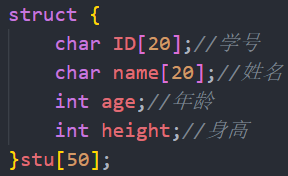 struct {
    char ID[20];//学号
    char name[20];//姓名
    int age;//年龄
    int height;//身高
}stu[50];